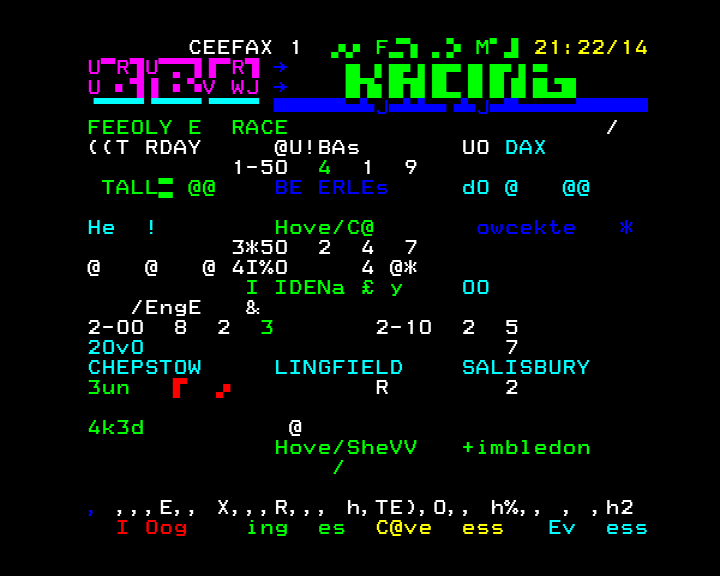 CEEFAX 1 F M 21:22/14
U R U R
U V WJ
RACING
FEEOLY E RACE /
((T RDAY @U!BAs UO DAX
1-50 4 1 9
TALL= @@ BE ERLEs dO @ @@
He ! Hove/C@ owcekte *
3*50 2 4 7
@ @ @ 4I%O 4 @*
I IDENa £ y OO
/EngE &
2-00 8 2 3 2-10 2 5
2OvO 7
CHEPSTOW LINGFIELD SALISBURY
3un R 2
4k3d @
Hove/SheVV +imbledon
/
, ,,,E,, X,,,R,,, h,TE),O,, h%,, , ,h2
I Oog ing es C@ve ess Ev ess